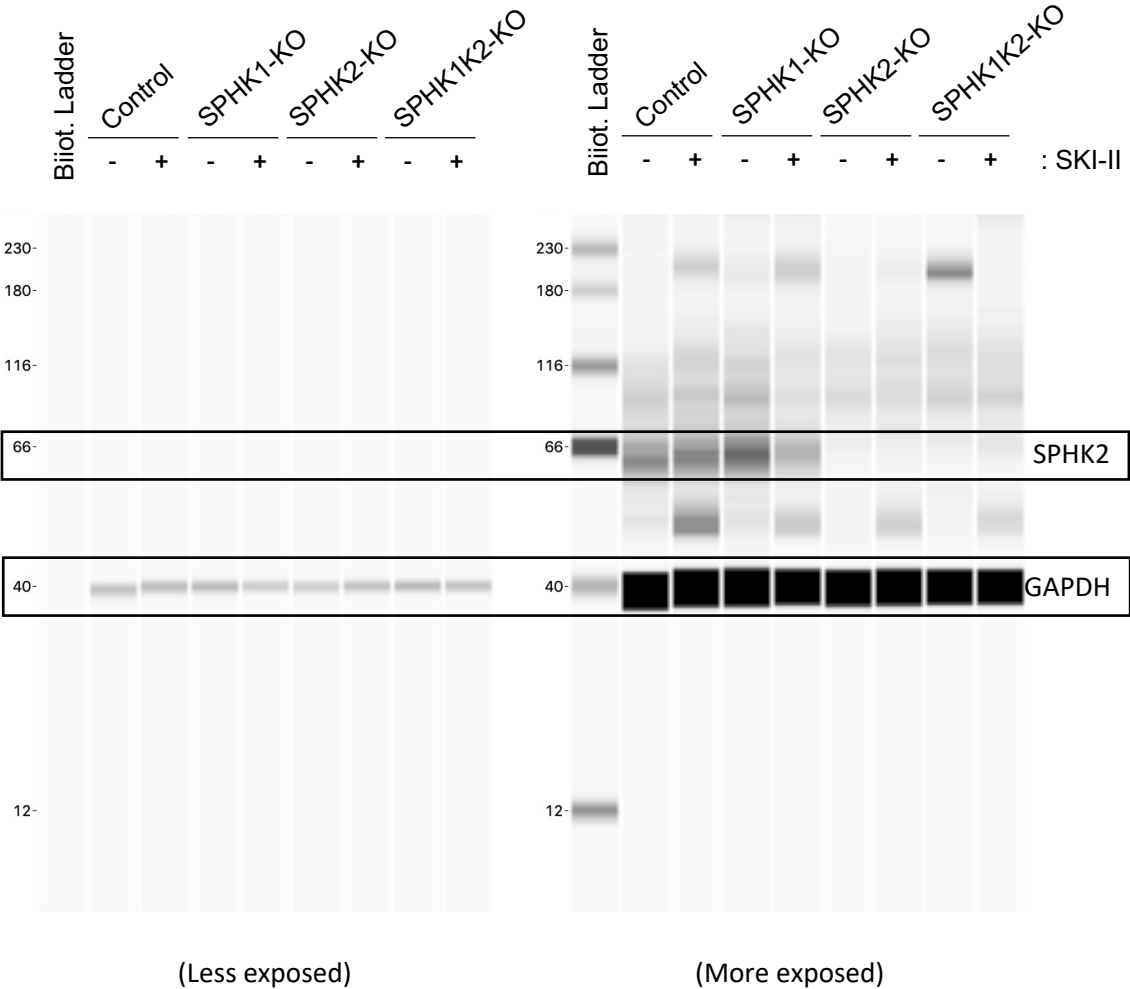 Biiot. Ladder
Control
SPHK1-KO
SPHK2-KO
SPHK1K2-KO
- + - + - + - +
Biiot. Ladder
Control
SPHK1-KO
SPHK2-KO
SPHK1K2-KO
- + - + - + - + : SKI-II
230-
180-
116-
66-
40-
12-
230-
180-
116-
66-
40-
12-
SPHK2
GAPDH
(Less exposed)
(More exposed)